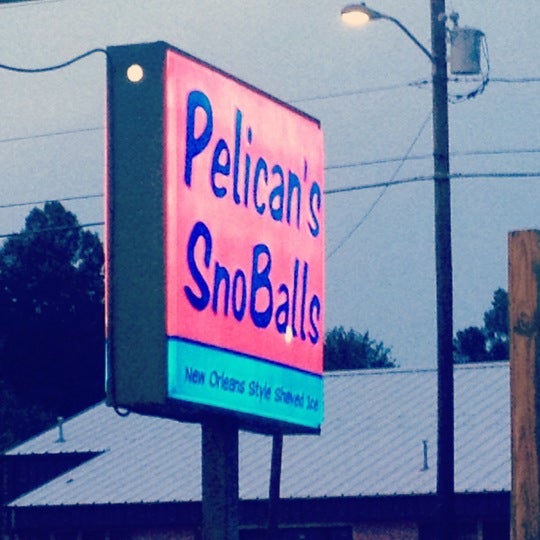 Pelican's
SnoBalls
New Orleans Style Shaved Ice